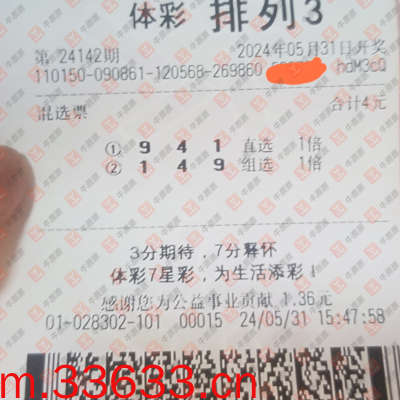 体彩 排列3
第 24142期 2024年05月31日开奖
110150-090861-120568-269860 hdM3cQ
混选票 合计4元
①. 9 4 1 直选 1倍
②. 1 4 9 组选 1倍
3分期待，7分释怀
体彩7星彩，为生活添彩！
感谢您为公益事业贡献 1.36元
01-028302-101 00015 24/05/31 15:47:58
m.33633.cn